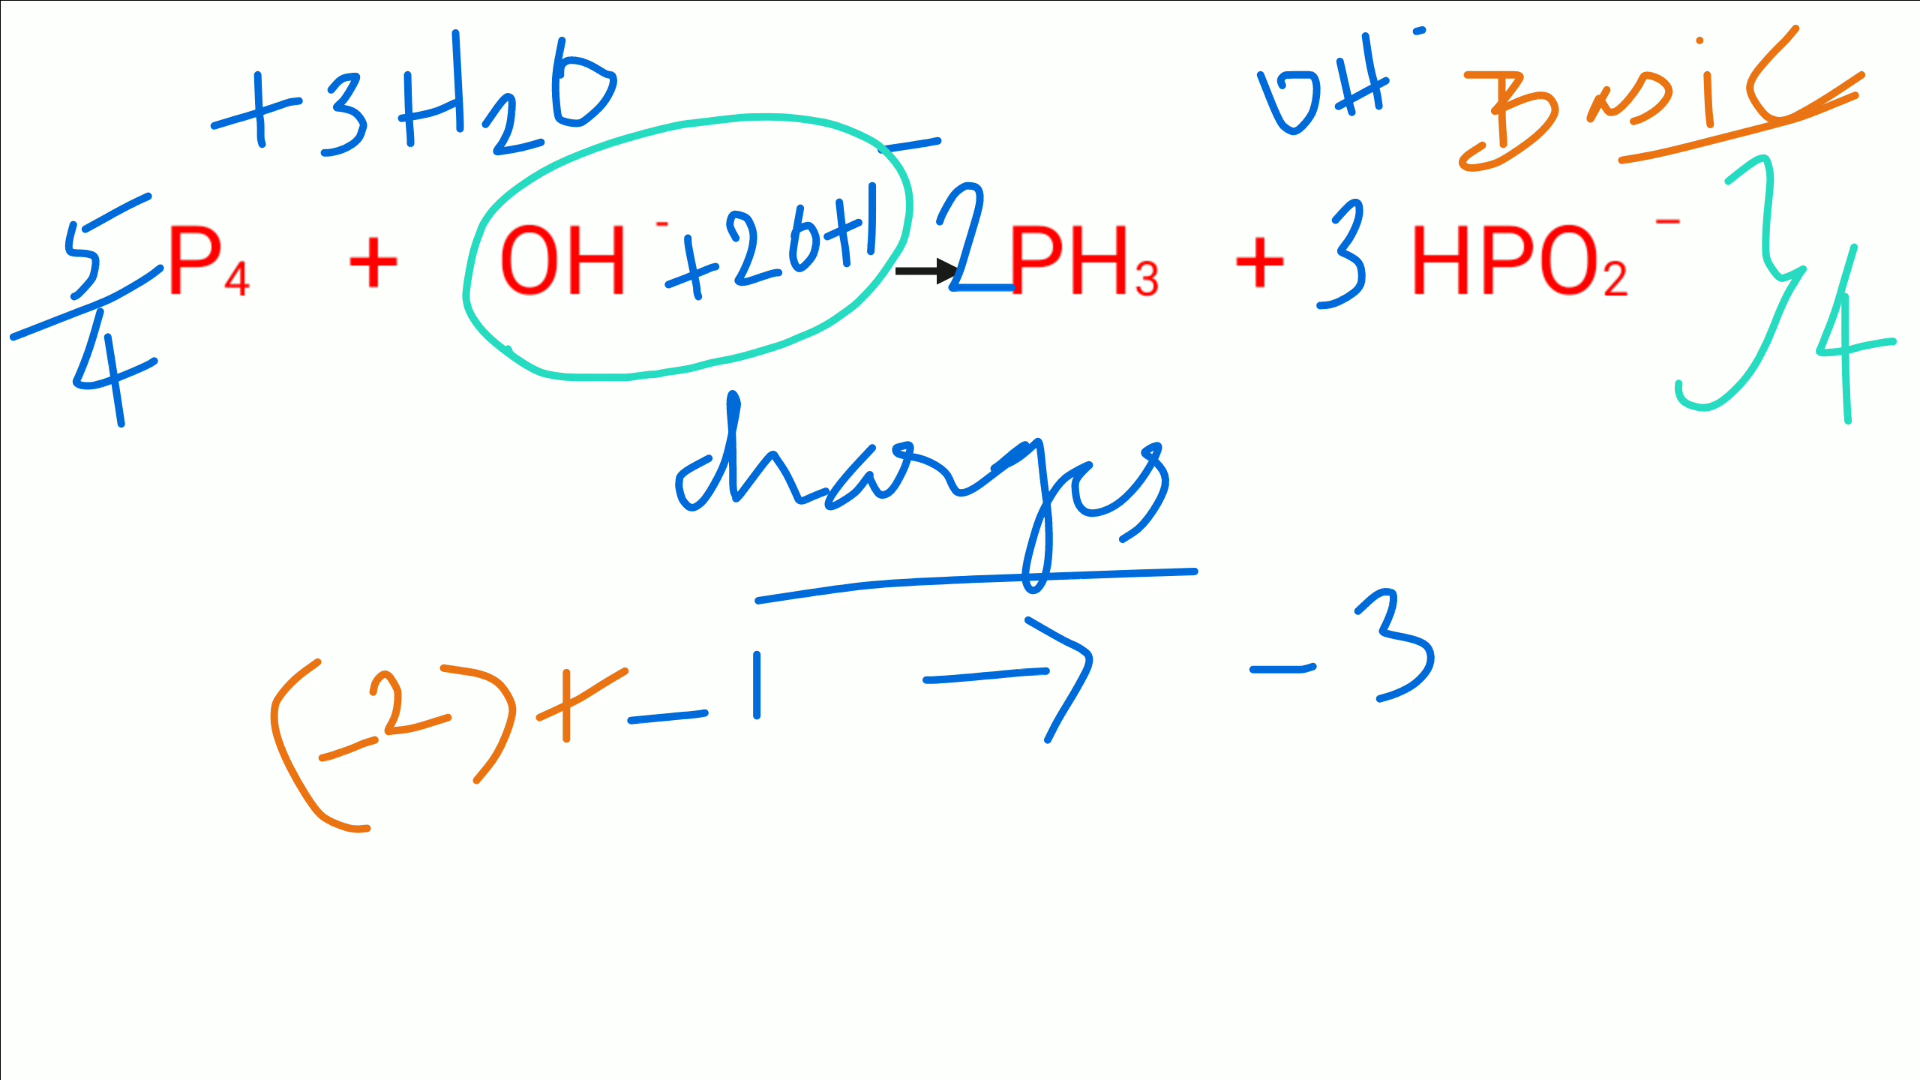 +3H₂O OH⁻ Basic
5/4 P₄ + OH⁻ +2OH⁻ → 2PH₃ + 3 HPO₂⁻ }4
charges
(-2) + -1 → -3